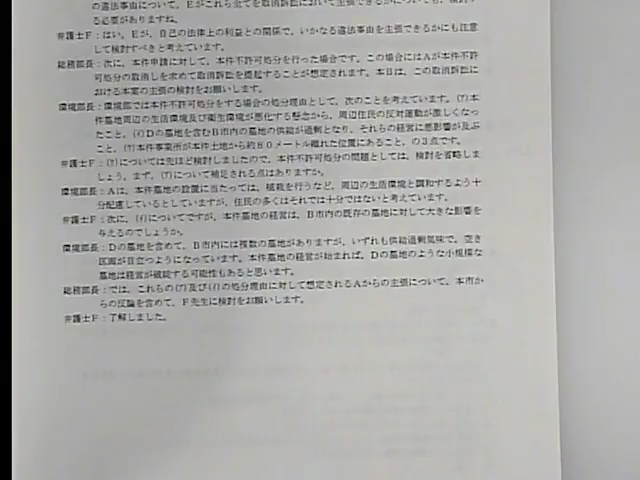 の違法事由について、Eがこれら全てを取消訴訟において主張できるかについても、検討す
る必要がありますね。
弁護士F：はい。Eが、自己の法律上の利益との関係で、いかなる違法事由を主張できるかにも注意
して検討すべきと考えています。
総務部長：次に、本件申請に対して、本件不許可処分を行った場合です。この場合にはAが本件不許
可処分の取消しを求めて取消訴訟を提起することが想定されます。本日は、この取消訴訟に
おける本案の主張の検討をお願いします。
環境部長：環境部では本件不許可処分をする場合の処分理由として、次のことを考えています。(ア)本
件墓地周辺の生活環境及び衛生環境が悪化する懸念から、周辺住民の反対運動が激しくなっ
たこと、(イ)Dの墓地を含むB市内の墓地の供給が過剰となり、それらの経営に悪影響が及ぶ
こと、(ウ)本件事業所が本件土地から約８０メートル離れた位置にあること、の３点です。
弁護士F：(ウ)については先ほど検討しましたので、本件不許可処分の問題としては、検討を省略しま
しょう。まず、(ア)について補足される点はありますか。
環境部長：Aは、本件墓地の設置に当たっては、植栽を行うなど、周辺の生活環境と調和するよう十
分配慮しているとしていますが、住民の多くはそれでは十分ではないと考えています。
弁護士F：次に、(イ)についてですが、本件墓地の経営は、B市内の既存の墓地に対して大きな影響を
与えるのでしょうか。
環境部長：Dの墓地を含めて、B市内には複数の墓地がありますが、いずれも供給過剰気味で、空き
区画が目立つようになっています。本件墓地の経営が始まれば、Dの墓地のような小規模な
墓地は経営が破綻する可能性もあると思います。
総務部長：では、これらの(ア)及び(イ)の処分理由に対して想定されるAからの主張について、本市か
らの反論を含めて、F先生に検討をお願いします。
弁護士F：了解しました。